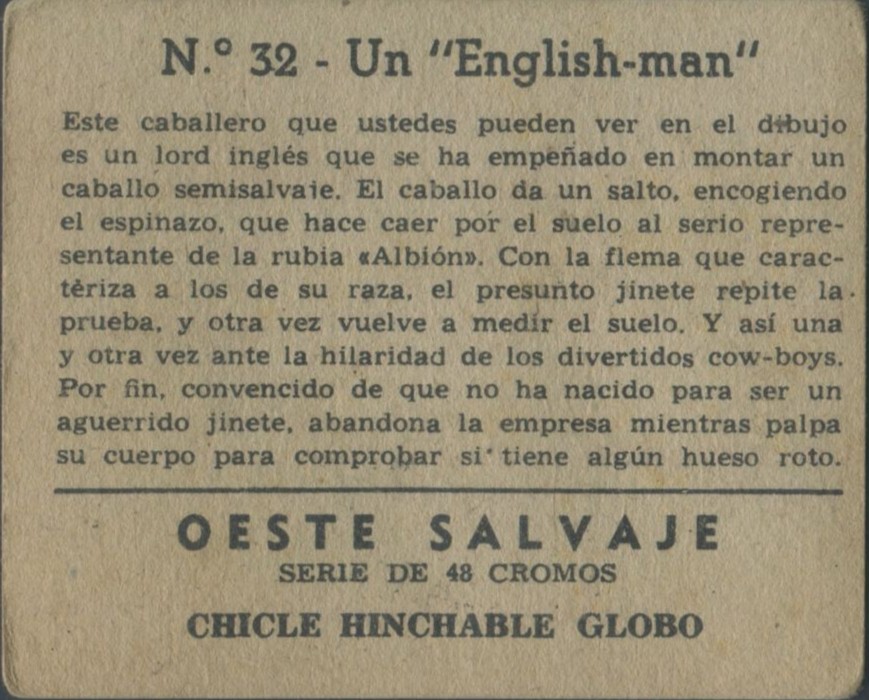 N.º 32 - Un "English-man"
Este caballero que ustedes pueden ver en el dibujo
es un lord inglés que se ha empeñado en montar un
caballo semisalvaje. El caballo da un salto, encogiendo
el espinazo, que hace caer por el suelo al serio repre-
sentante de la rubia «Albión». Con la flema que carac-
teriza a los de su raza, el presunto jinete repite la
prueba, y otra vez vuelve a medir el suelo. Y así una
y otra vez ante la hilaridad de los divertidos cow-boys.
Por fin, convencido de que no ha nacido para ser un
aguerrido jinete, abandona la empresa mientras palpa
su cuerpo para comprobar si tiene algún hueso roto.
OESTE SALVAJE
SERIE DE 48 CROMOS
CHICLE HINCHABLE GLOBO